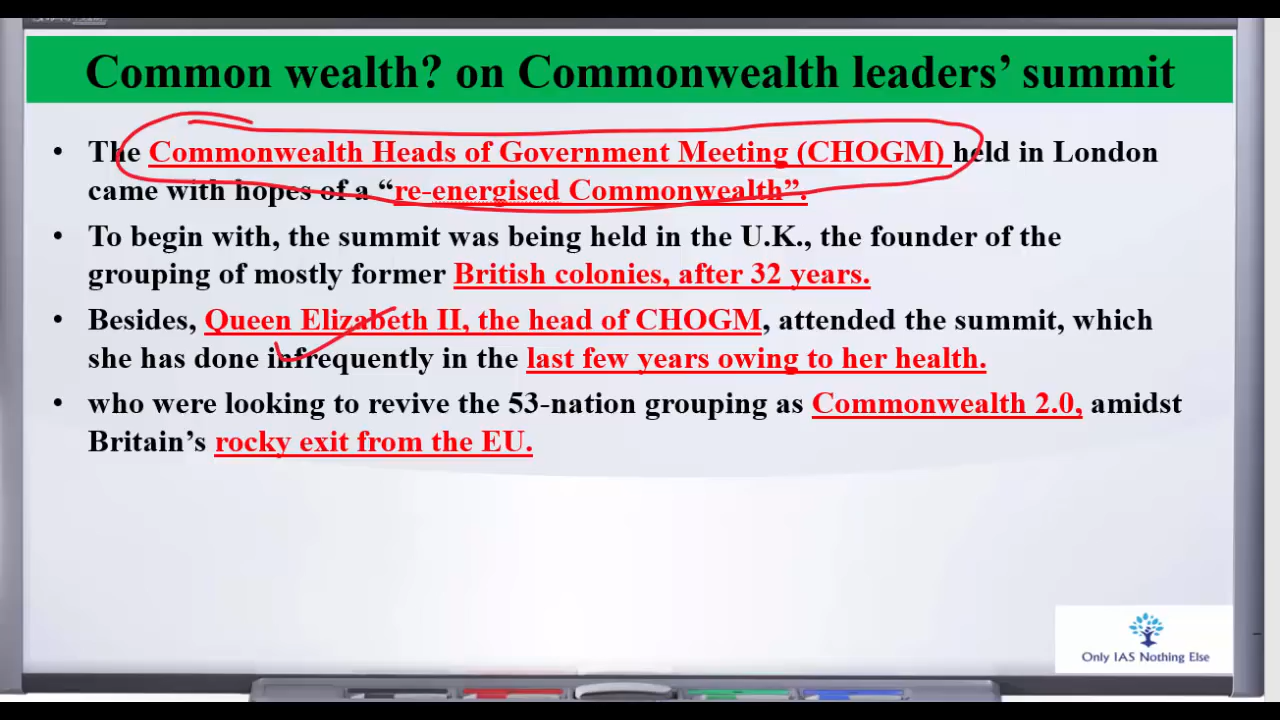 Common wealth? on Commonwealth leaders’ summit
• The Commonwealth Heads of Government Meeting (CHOGM) held in London
came with hopes of a “re-energised Commonwealth”.
• To begin with, the summit was being held in the U.K., the founder of the
grouping of mostly former British colonies, after 32 years.
• Besides, Queen Elizabeth II, the head of CHOGM, attended the summit, which
she has done infrequently in the last few years owing to her health.
• who were looking to revive the 53-nation grouping as Commonwealth 2.0, amidst
Britain’s rocky exit from the EU.
Only IAS Nothing Else